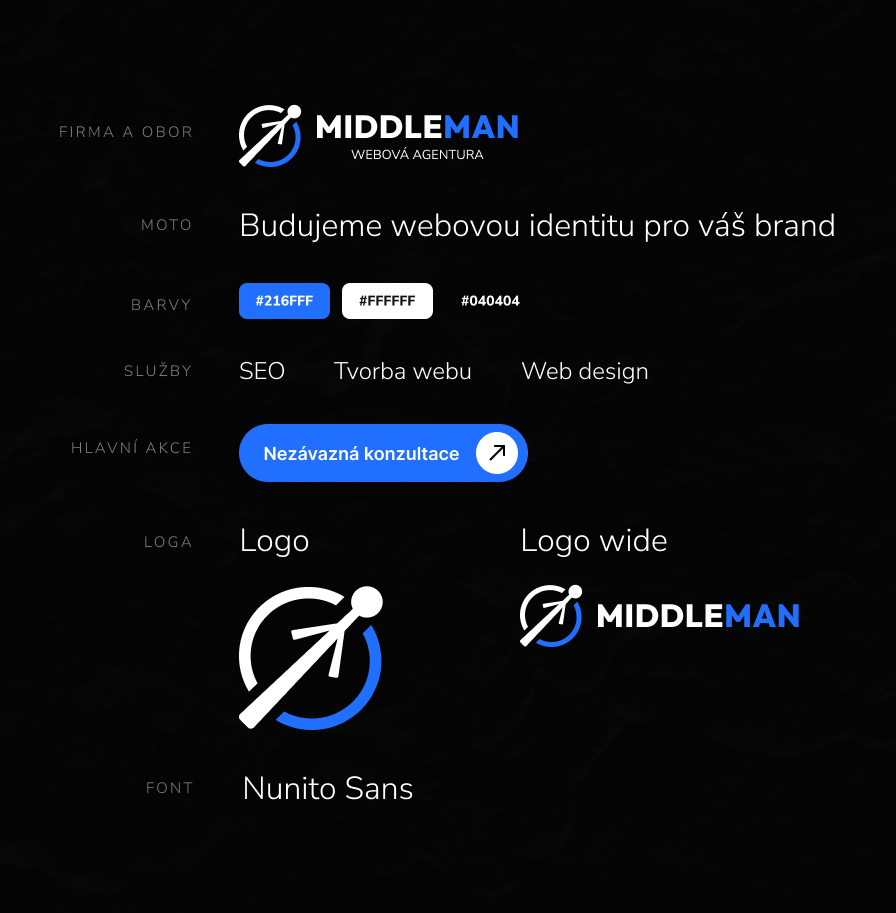 FIRMA A OBOR
MIDDLEMAN
WEBOVÁ AGENTURA
MOTO
Budujeme webovou identitu pro váš brand
BARVY
#216FFF #FFFFFF #040404
SLUŽBY
SEO Tvorba webu Web design
HLAVNÍ AKCE
Nezávazná konzultace
LOGA
Logo Logo wide
MIDDLEMAN
FONT
Nunito Sans